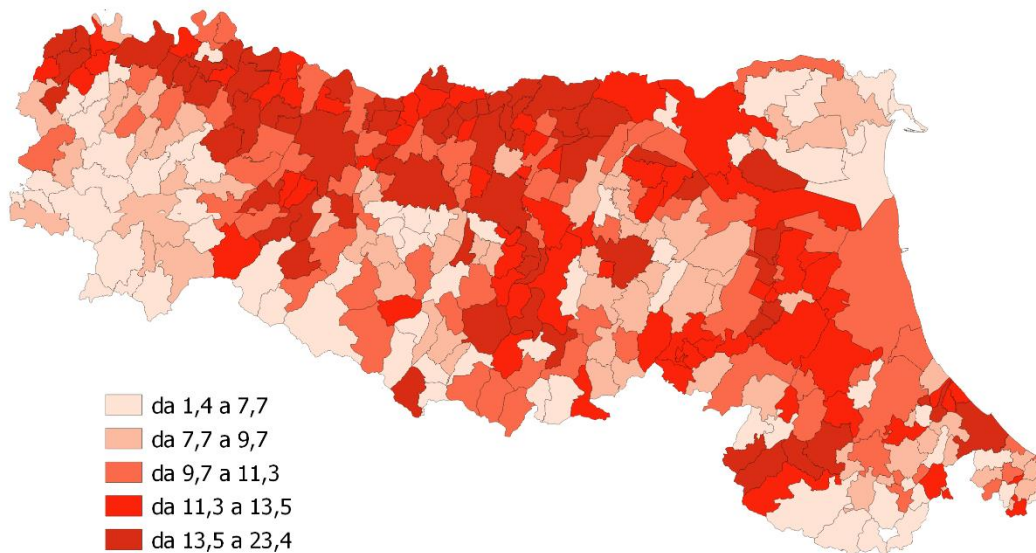 da 1,4 a 7,7
da 7,7 a 9,7
da 9,7 a 11,3
da 11,3 a 13,5
da 13,5 a 23,4